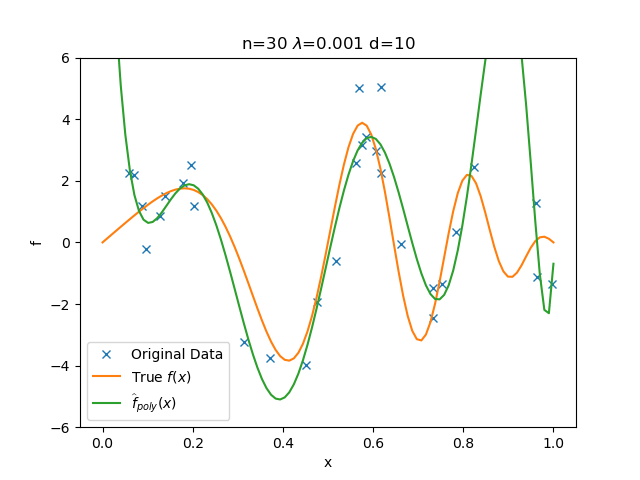 n=30 λ=0.001 d=10
f
6
4
2
0
−2
−4
−6
Original Data
True f(x)
f̂_poly(x)
0.0 0.2 0.4 0.6 0.8 1.0
x